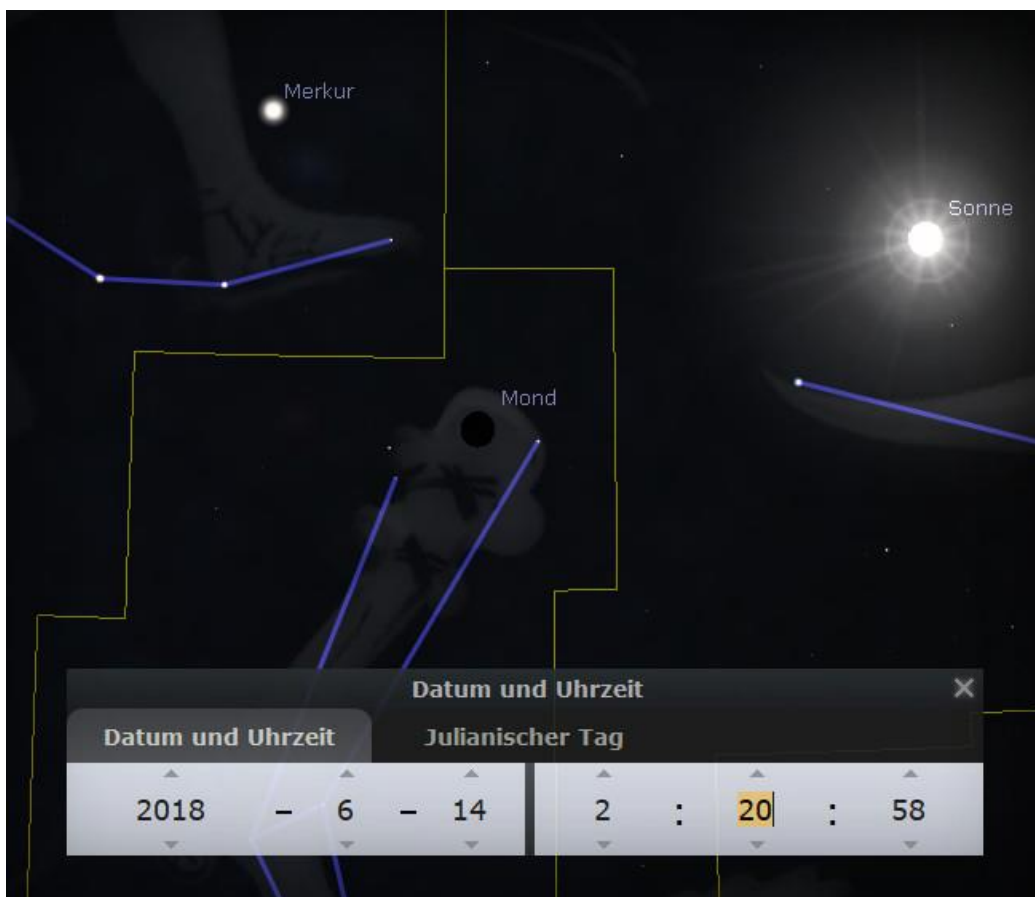 Merkur
Sonne
Mond
Datum und Uhrzeit
Datum und Uhrzeit Julianischer Tag
2018 – 6 – 14 2 : 20 : 58